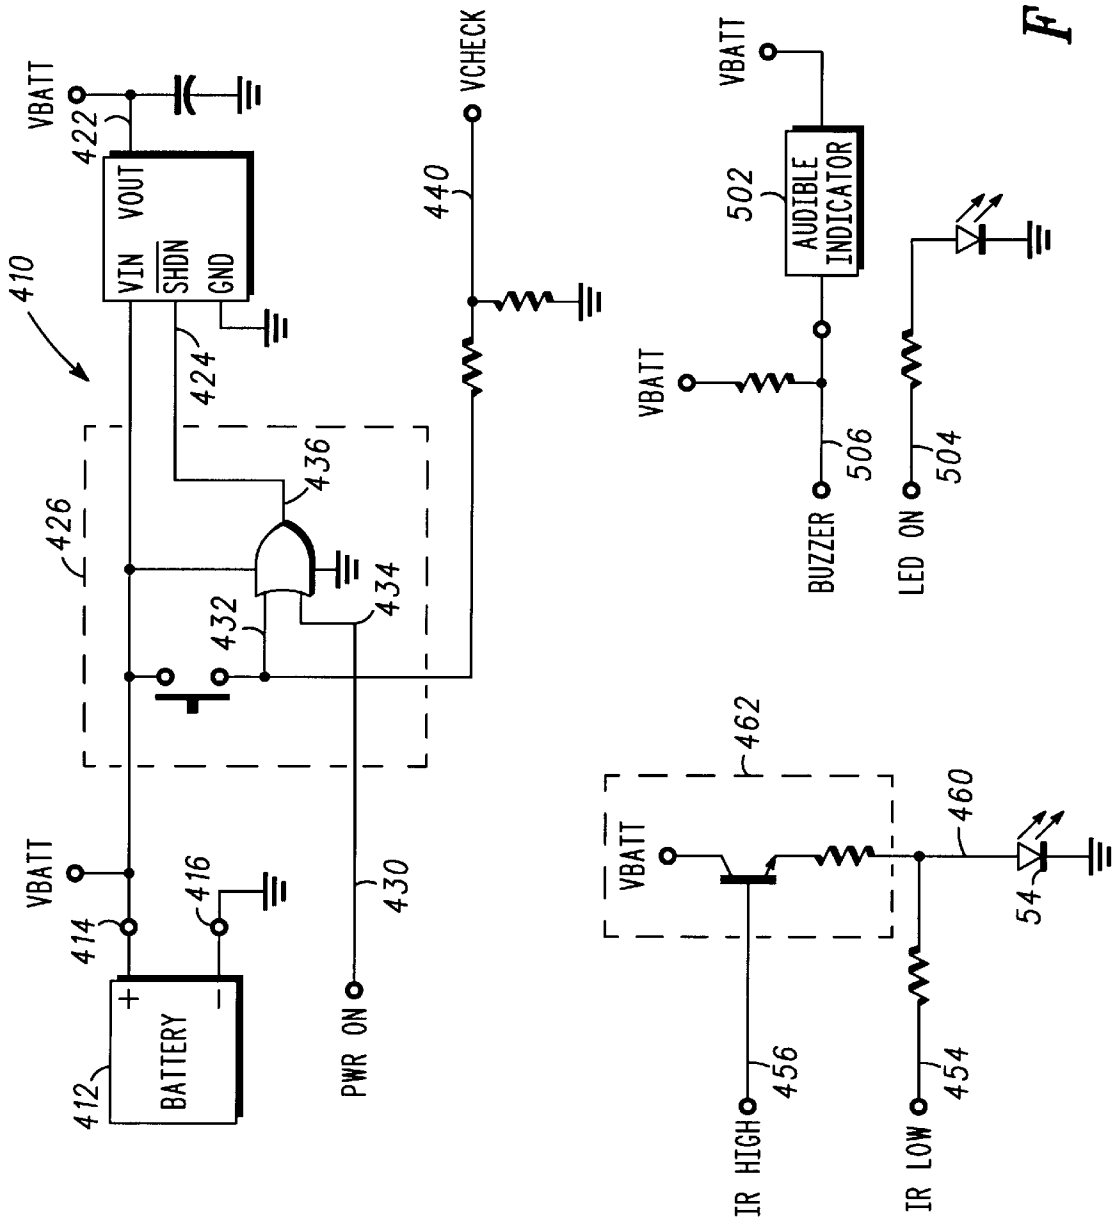 410
BATTERY
+
−
412
414
416
VBATT
426
VIN
VOUT
SHDN
GND
422
VBATT
424
432
434
436
PWR ON
430
440
VCHECK
IR HIGH
456
VBATT
462
IR LOW
454
460
54
BUZZER
506
VBATT
AUDIBLE
INDICATOR
502
VBATT
LED ON
504
F